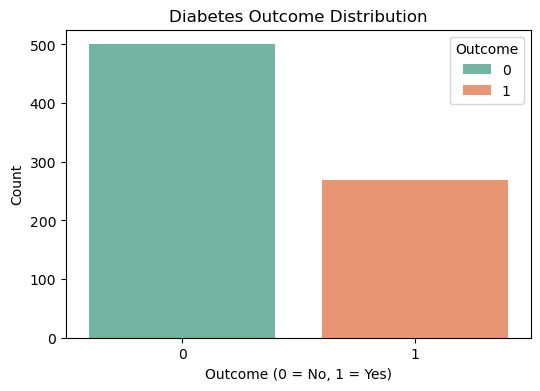 Diabetes Outcome Distribution
Outcome
0
1
500
400
300
200
100
0
Count
0
1
Outcome (0 = No, 1 = Yes)